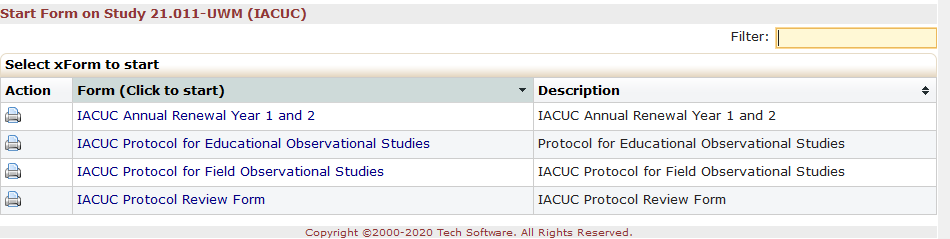 Start Form on Study 21.011-UWM (IACUC)
Filter:
Select xForm to start
Action Form (Click to start) Description
IACUC Annual Renewal Year 1 and 2 IACUC Annual Renewal Year 1 and 2
IACUC Protocol for Educational Observational Studies Protocol for Educational Observational Studies
IACUC Protocol for Field Observational Studies IACUC Protocol for Field Observational Studies
IACUC Protocol Review Form IACUC Protocol Review Form
Copyright ©2000-2020 Tech Software. All Rights Reserved.